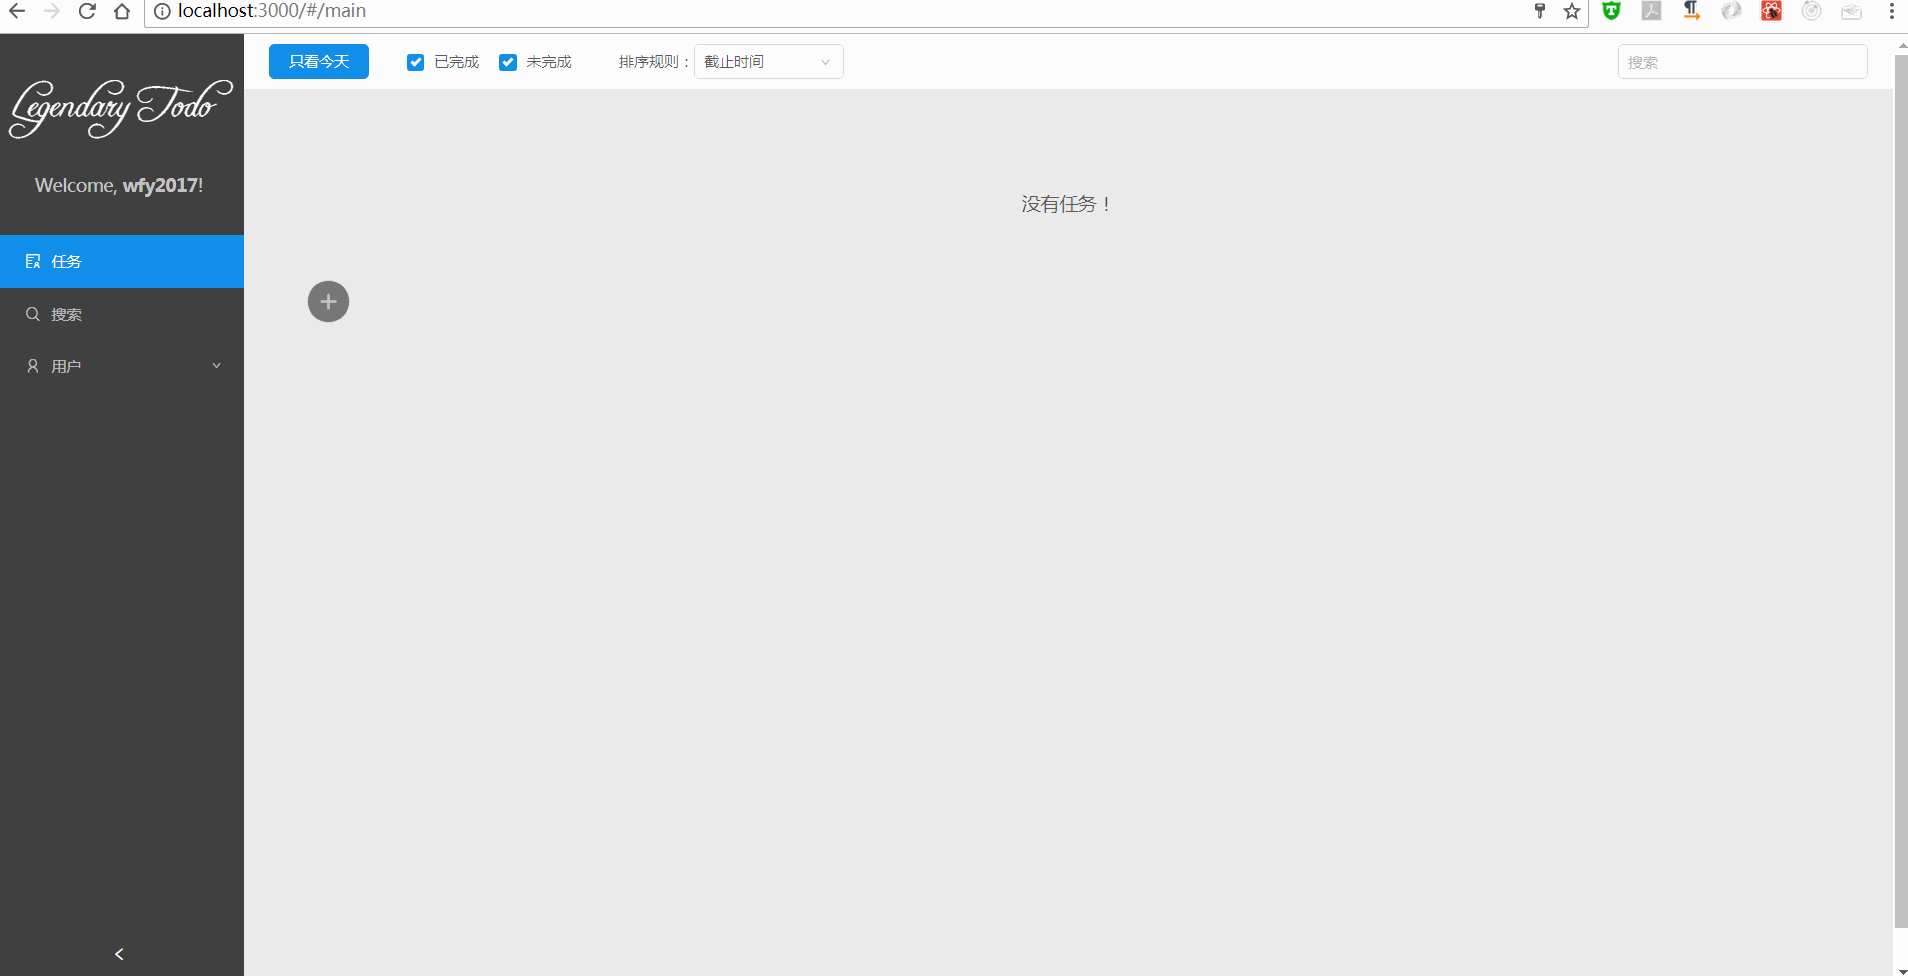 localhost:3000/#/main
Legendary Todo
Welcome, wfy2017!
任务
搜索
用户
只看今天 已完成 未完成 排序规则： 截止时间 搜索
没有任务！